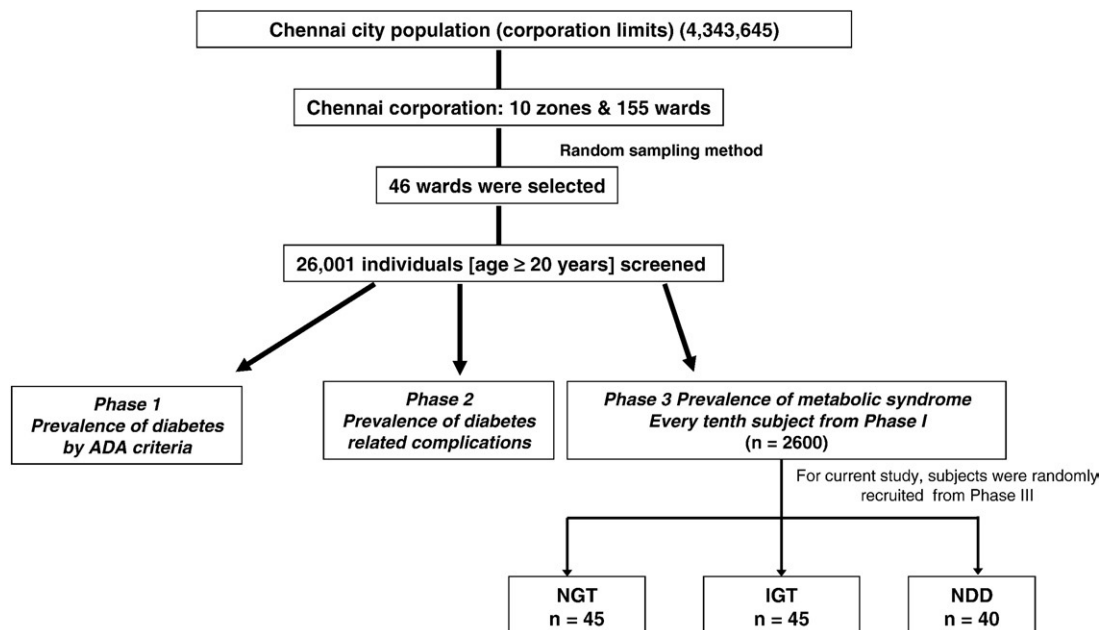 Chennai city population (corporation limits) (4,343,645)
Chennai corporation: 10 zones & 155 wards
Random sampling method
46 wards were selected
26,001 individuals [age ≥ 20 years] screened
Phase 1
Prevalence of diabetes
by ADA criteria
Phase 2
Prevalence of diabetes
related complications
Phase 3 Prevalence of metabolic syndrome
Every tenth subject from Phase I
(n = 2600)
For current study, subjects were randomly
recruited from Phase III
NGT
n = 45
IGT
n = 45
NDD
n = 40